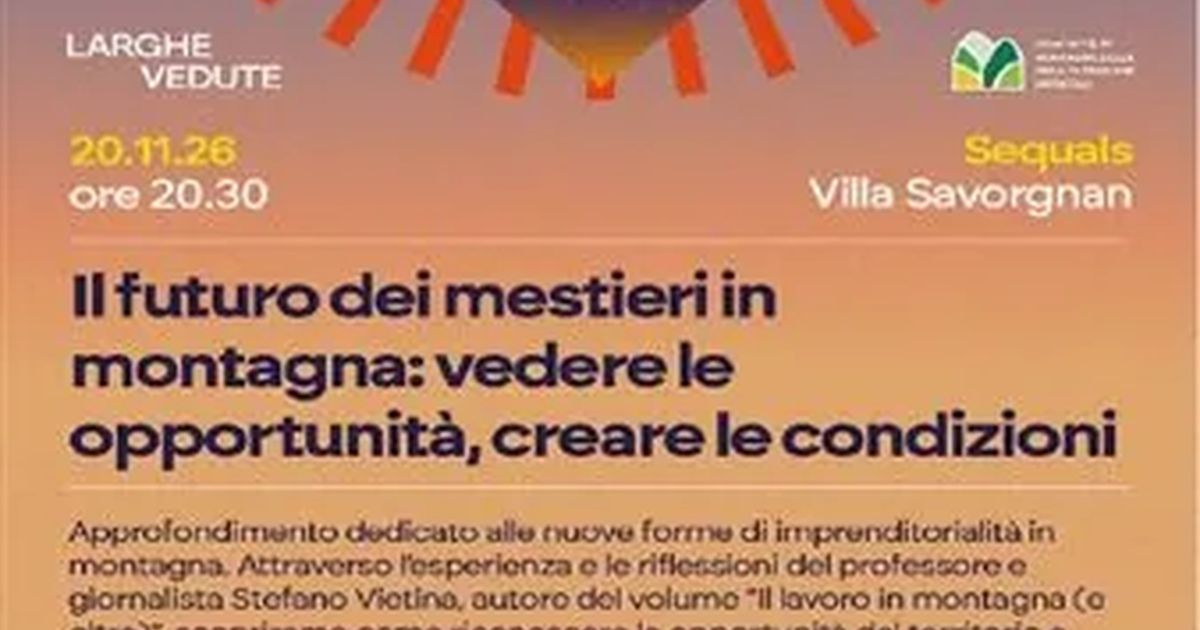 LARGHE
VEDUTE
20.11.26
ore 20.30
Sequals
Villa Savorgnan
Il futuro dei mestieri in
montagna: vedere le
opportunità, creare le condizioni
Approfondimento dedicato alle nuove forme di imprenditorialità in
montagna. Attraverso l'esperienza e le riflessioni del professore e
giornalista Stefano Vietina, autore del volume "Il lavoro in montagna (e